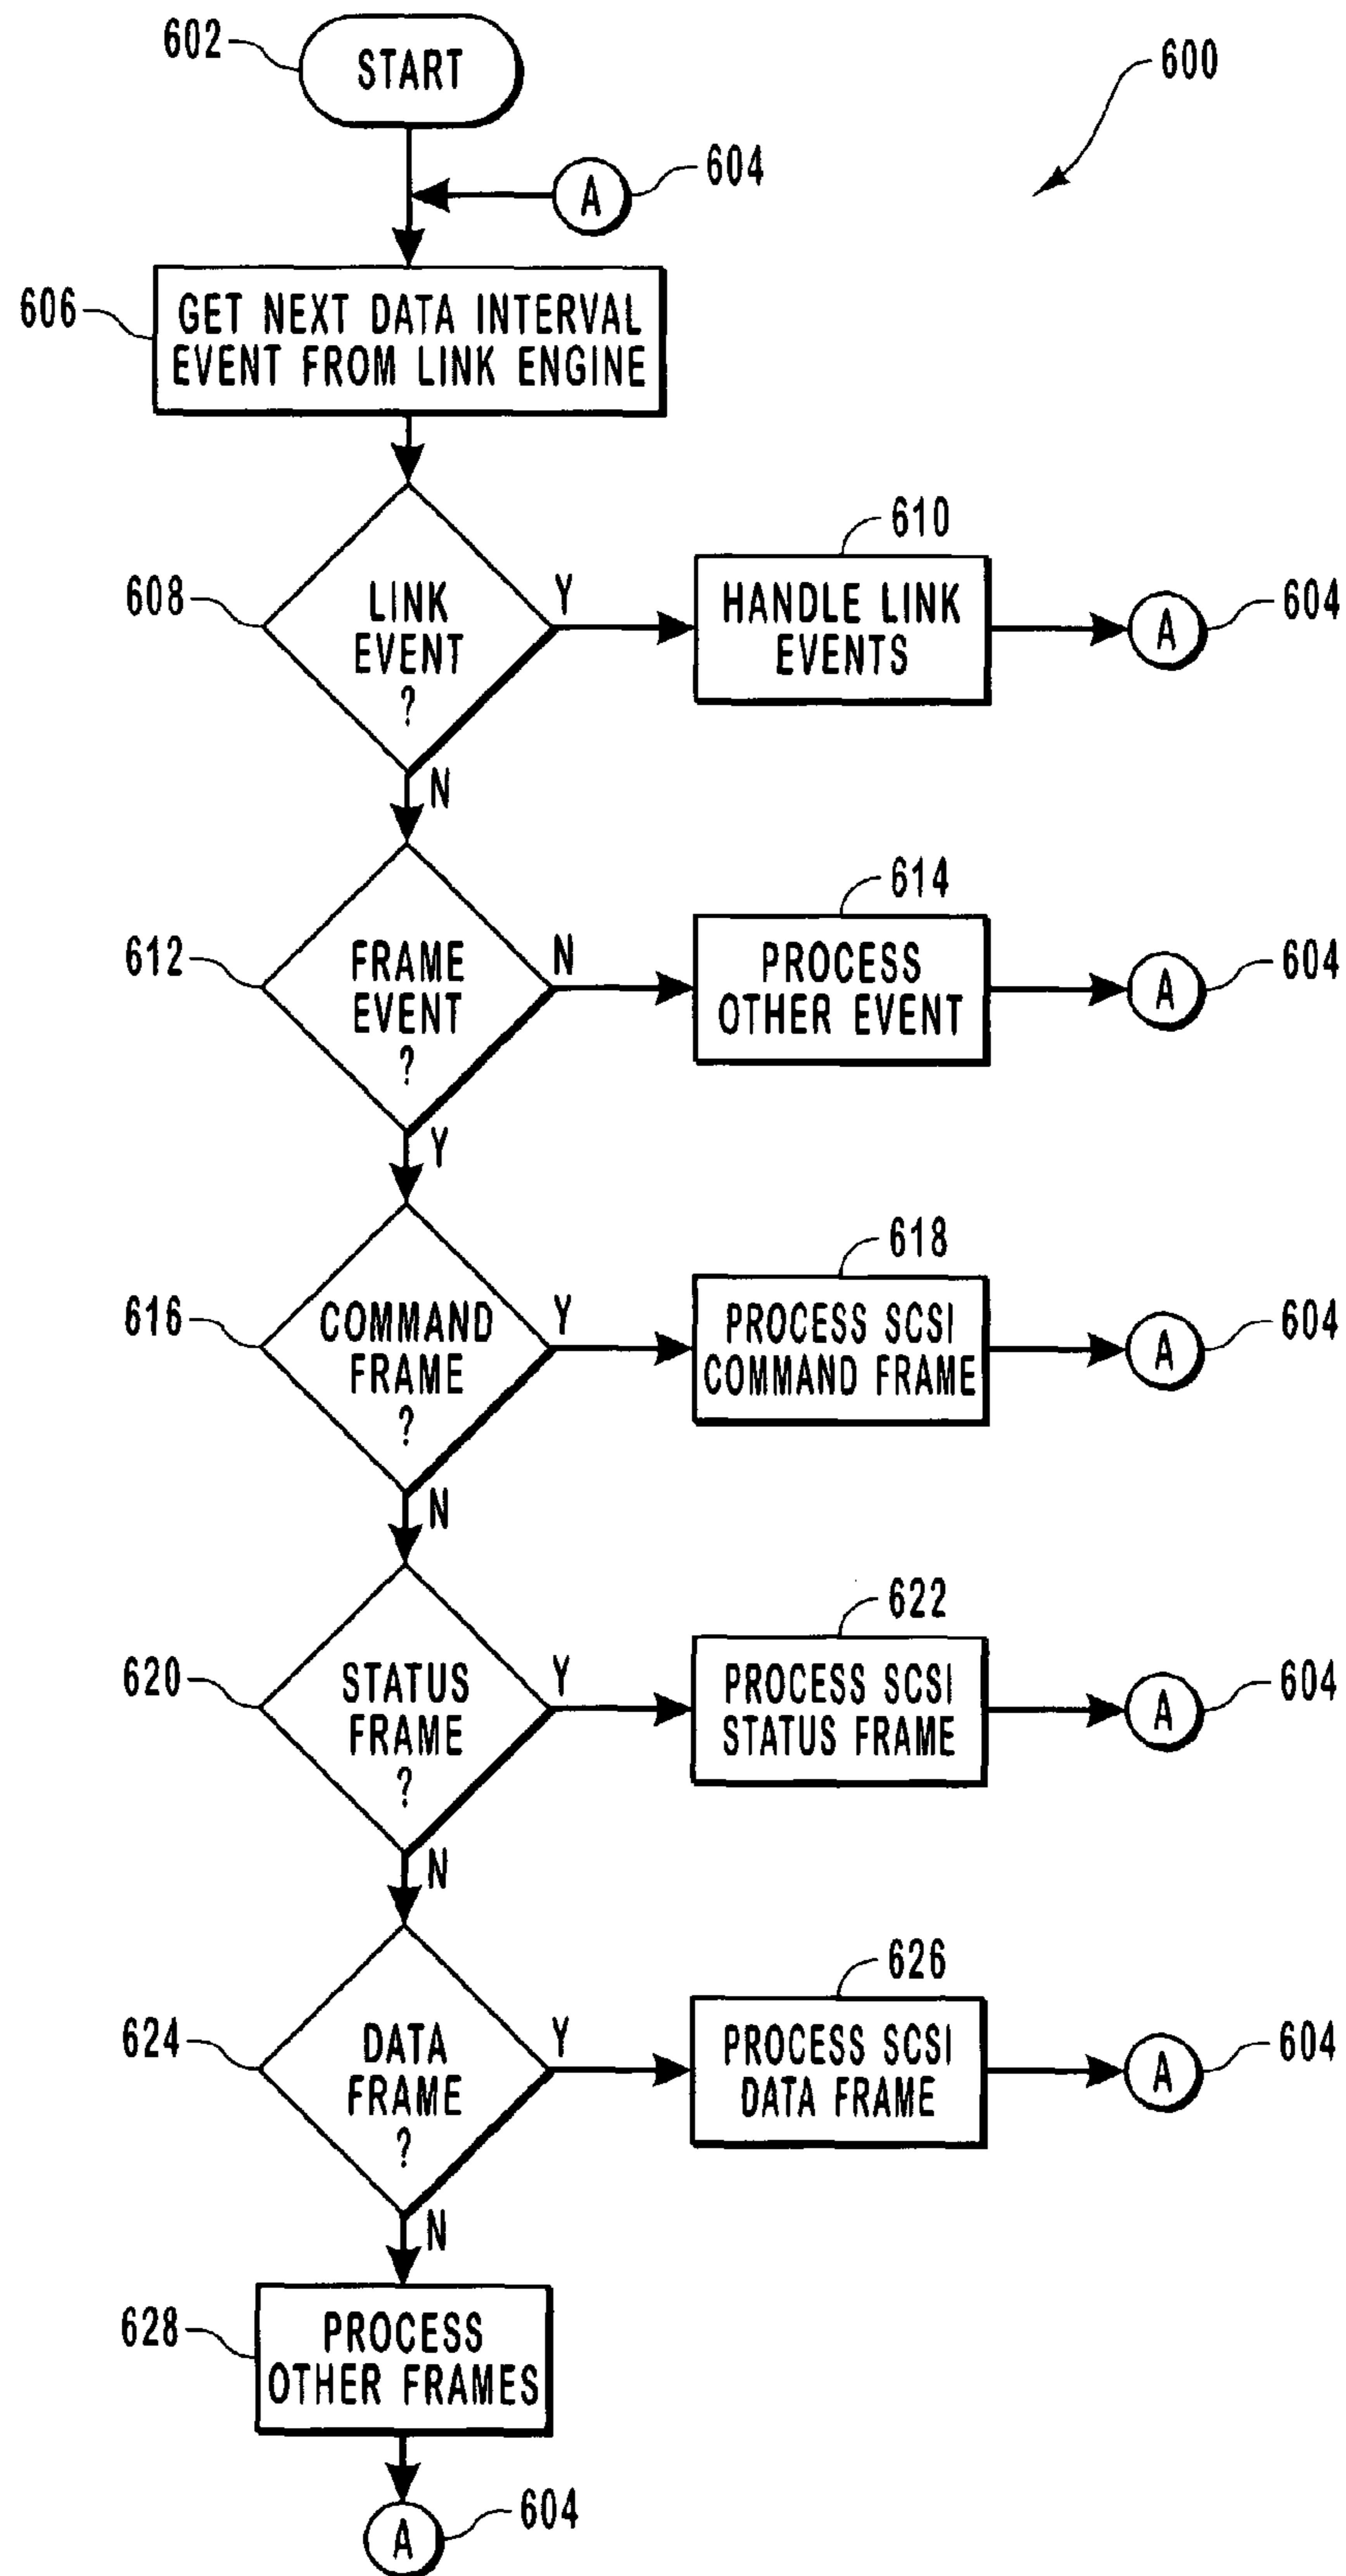 602
START
600
A
604
606
GET NEXT DATA INTERVAL
EVENT FROM LINK ENGINE
608
LINK
EVENT
?
Y
N
610
HANDLE LINK
EVENTS
A
604
612
FRAME
EVENT
?
N
Y
614
PROCESS
OTHER EVENT
A
604
616
COMMAND
FRAME
?
Y
N
618
PROCESS SCSI
COMMAND FRAME
A
604
620
STATUS
FRAME
?
Y
N
622
PROCESS SCSI
STATUS FRAME
A
604
624
DATA
FRAME
?
Y
N
626
PROCESS SCSI
DATA FRAME
A
604
628
PROCESS
OTHER FRAMES
A
604